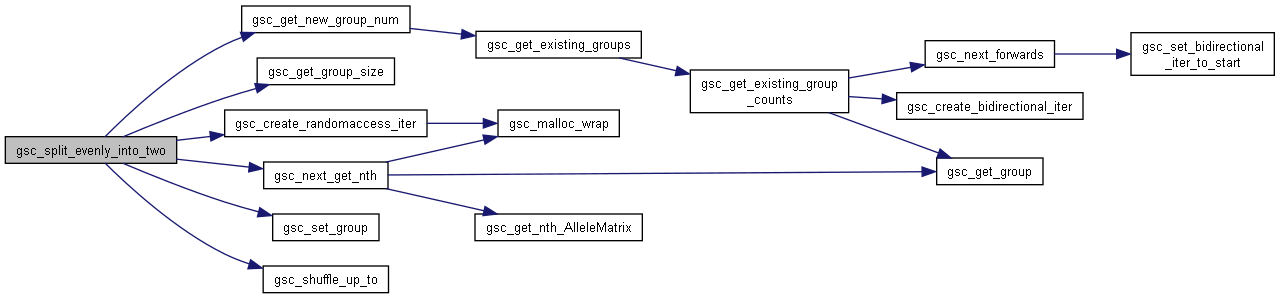 gsc_split_evenly_into_two
gsc_get_new_group_num
gsc_get_group_size
gsc_create_randomaccess_iter
gsc_next_get_nth
gsc_set_group
gsc_shuffle_up_to
gsc_get_existing_groups
gsc_malloc_wrap
gsc_get_nth_AlleleMatrix
gsc_get_existing_group
_counts
gsc_next_forwards
gsc_create_bidirectional_iter
gsc_get_group
gsc_set_bidirectional
_iter_to_start